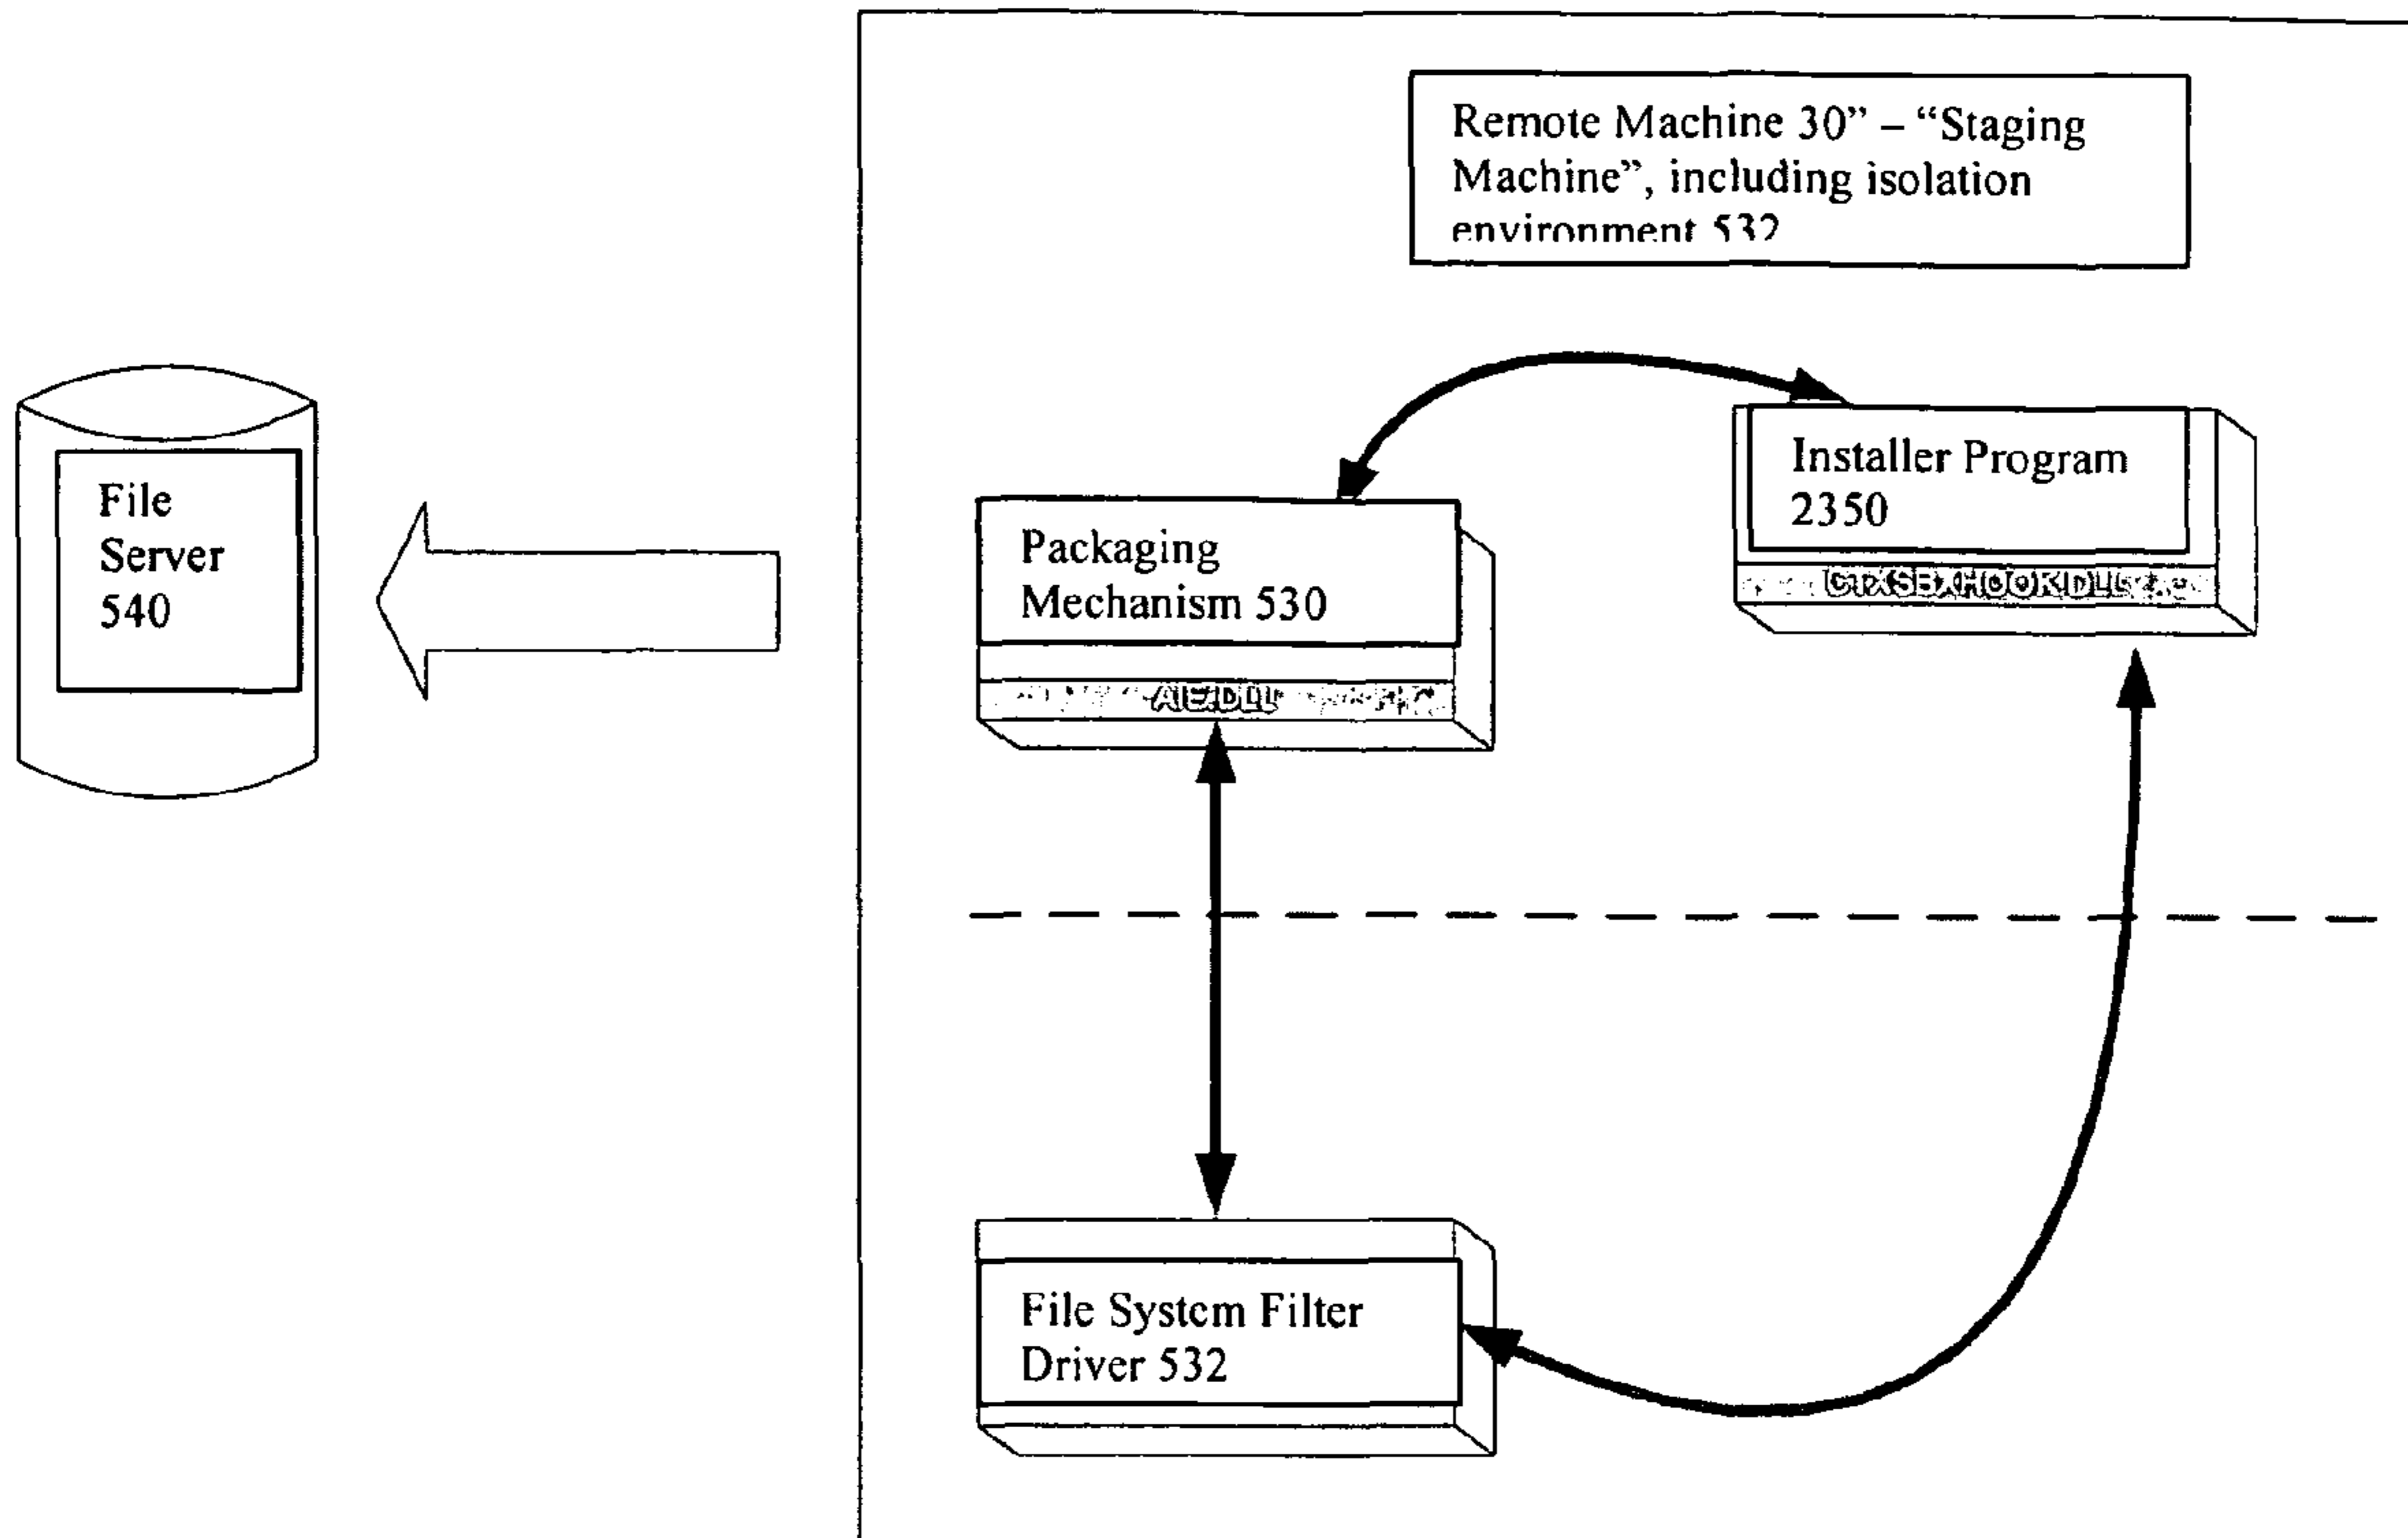 Remote Machine 30” – “Staging
Machine”, including isolation
environment 532
File
Server
540
Installer Program
2350
CTXSBXHOOK.DLL
Packaging
Mechanism 530
AIE.DLL
File System Filter
Driver 532